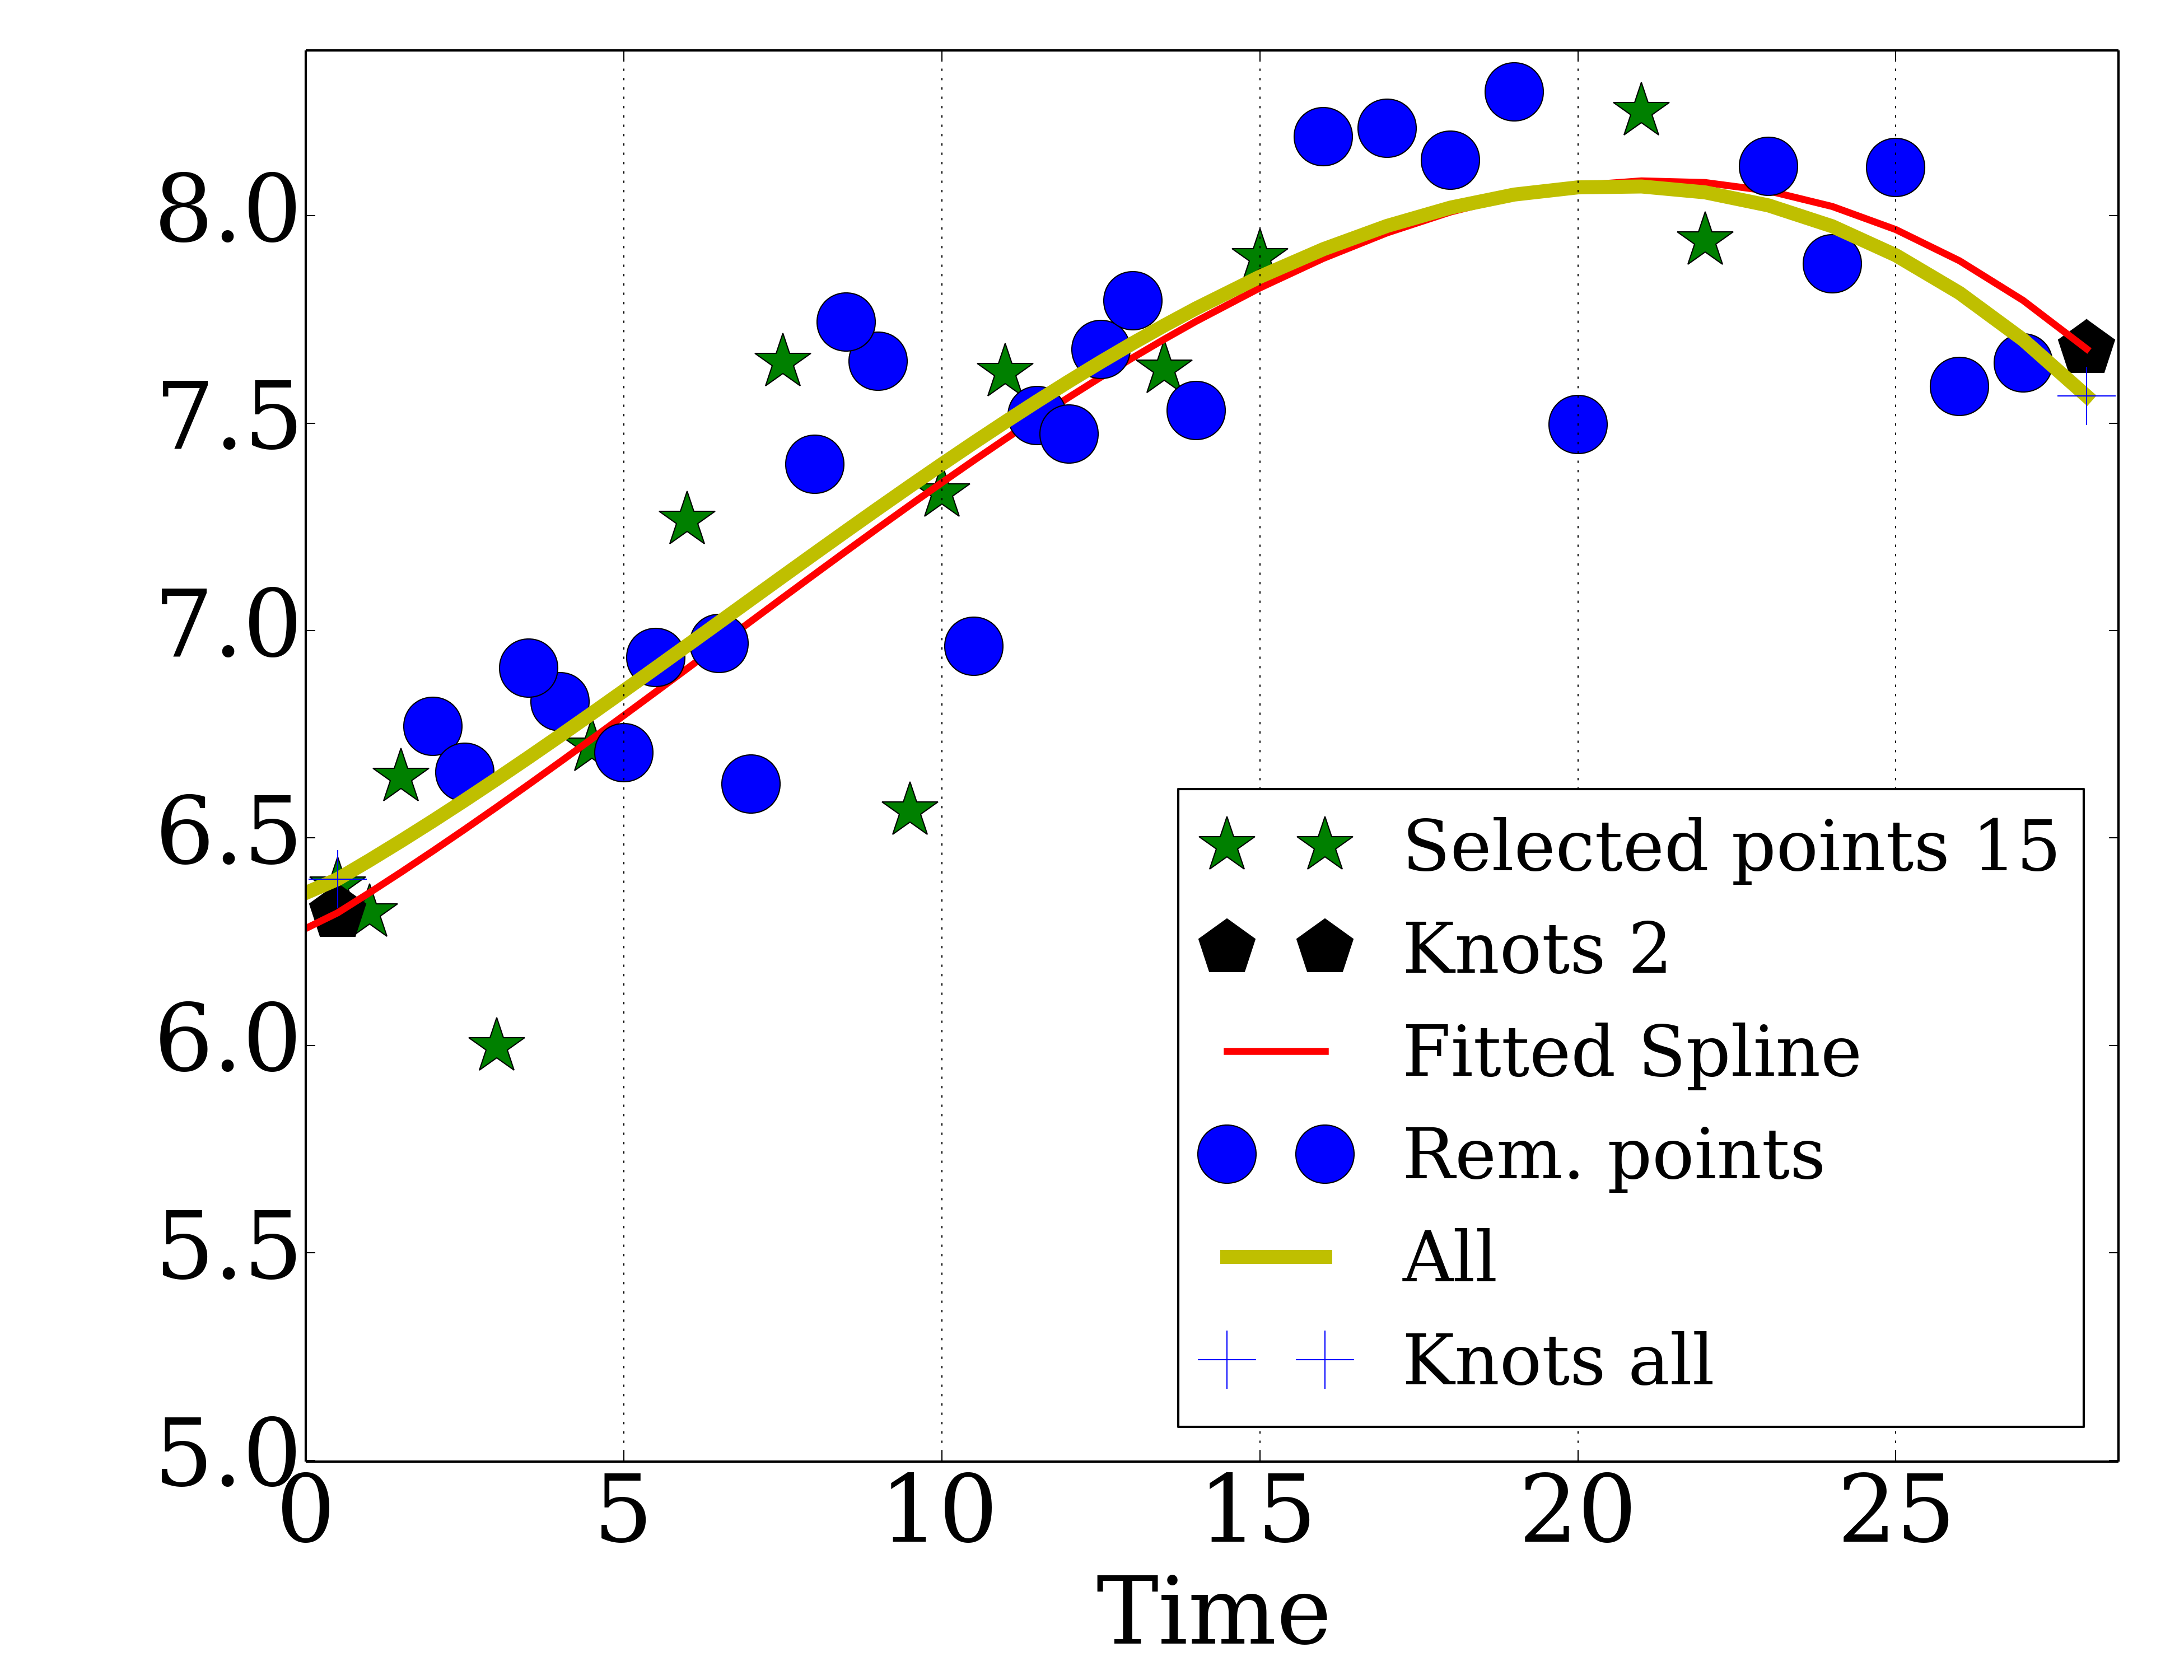 8.0
7.5
7.0
6.5
6.0
5.5
5.0
Selected points 15
Knots 2
Fitted Spline
Rem. points
All
Knots all
0 5 10 15 20 25
Time